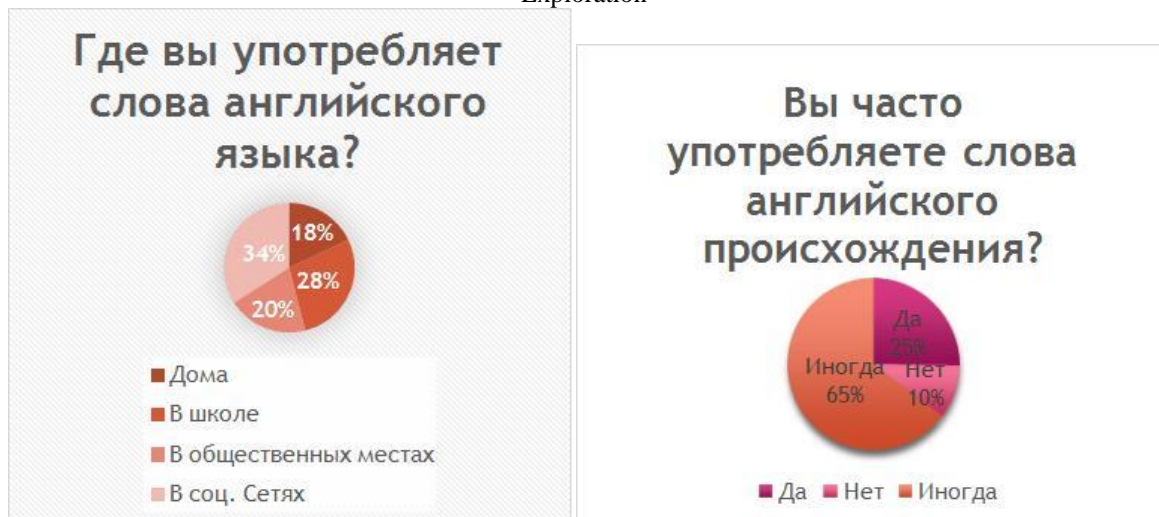 Exploration
Где вы употребляет
слова английского
языка?
18%
34%
28%
20%
Дома
В школе
В общественных местах
В соц. Сетях
Вы часто
употребляете слова
английского
происхождения?
Да
25%
Иногда
65%
Нет
10%
Да Нет Иногда